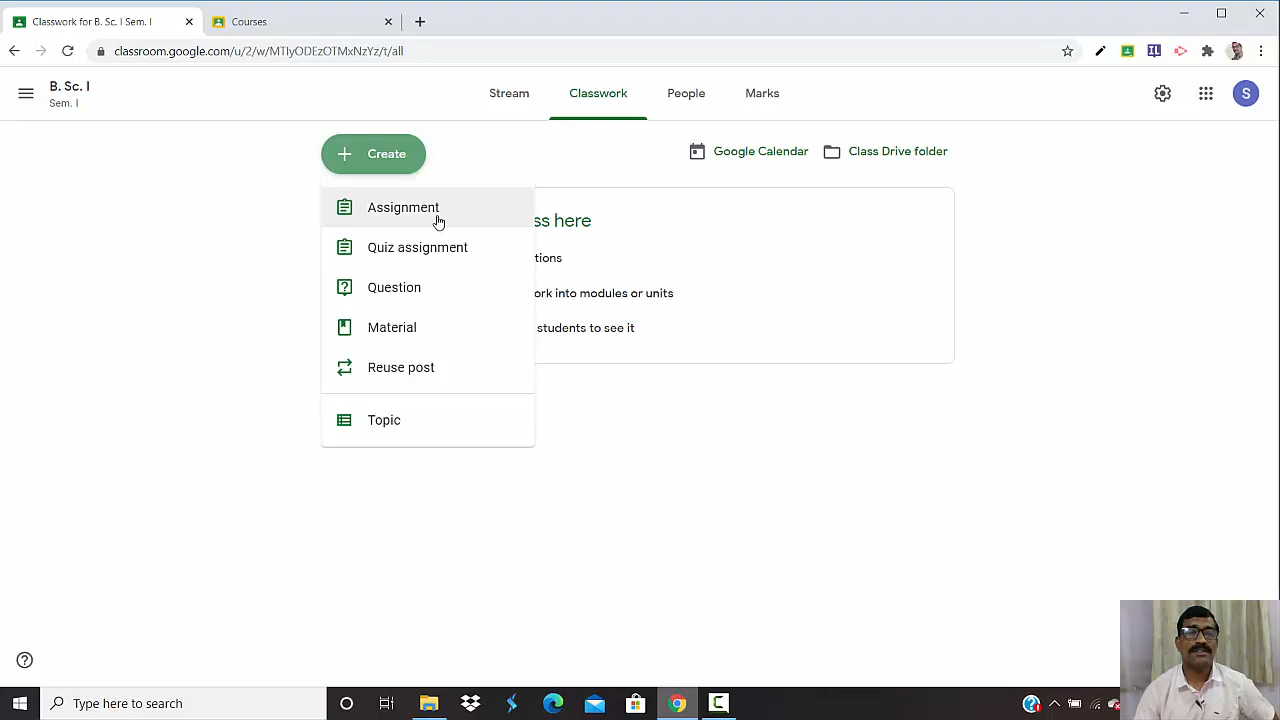 Classwork for B. Sc. I Sem. I
Courses
classroom.google.com/u/2/w/MTIyODEzOTMxNzYz/t/all
IL
B. Sc. I
Sem. I
Stream
Classwork
People
Marks
S
Create
Google Calendar
Class Drive folder
Assignment
ss here
Quiz assignment
tions
Question
ork into modules or units
Material
students to see it
Reuse post
Topic
Type here to search